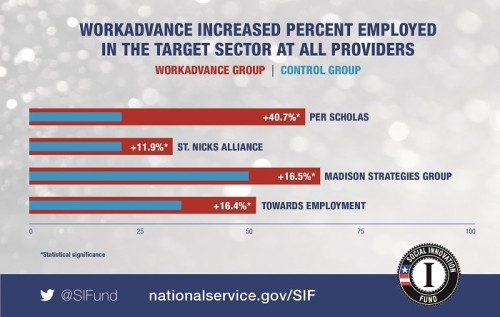 WORKADVANCE INCREASED PERCENT EMPLOYED
IN THE TARGET SECTOR AT ALL PROVIDERS
WORKADVANCE GROUP | CONTROL GROUP
+40.7%* PER SCHOLAS
+11.9%* ST. NICKS ALLIANCE
+16.5%* MADISON STRATEGIES GROUP
+16.4%* TOWARDS EMPLOYMENT
0 25 50 75 100
*Statistical significance
@SIFund nationalservice.gov/SIF
SOCIAL INNOVATION
I
FUND